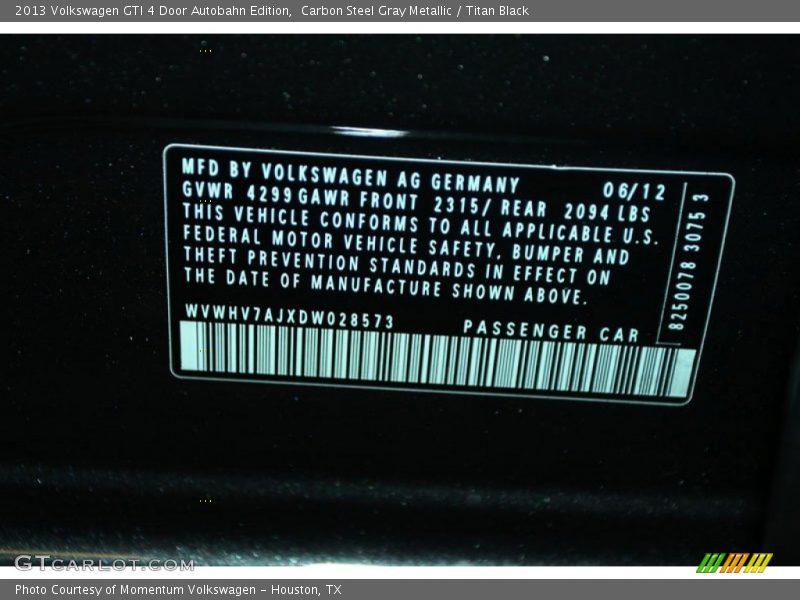 2013 Volkswagen GTI 4 Door Autobahn Edition,  Carbon Steel Gray Metallic / Titan Black
MFD BY VOLKSWAGEN AG GERMANY 06/12
GVWR 4299 GAWR FRONT 2315/ REAR 2094 LBS
THIS VEHICLE CONFORMS TO ALL APPLICABLE U.S.
FEDERAL MOTOR VEHICLE SAFETY, BUMPER AND
THEFT PREVENTION STANDARDS IN EFFECT ON
THE DATE OF MANUFACTURE SHOWN ABOVE.
WVWHV7AJXDW028573 PASSENGER CAR
8250078 3075 3
GTCARLOT.COM
Photo Courtesy of Momentum Volkswagen - Houston, TX